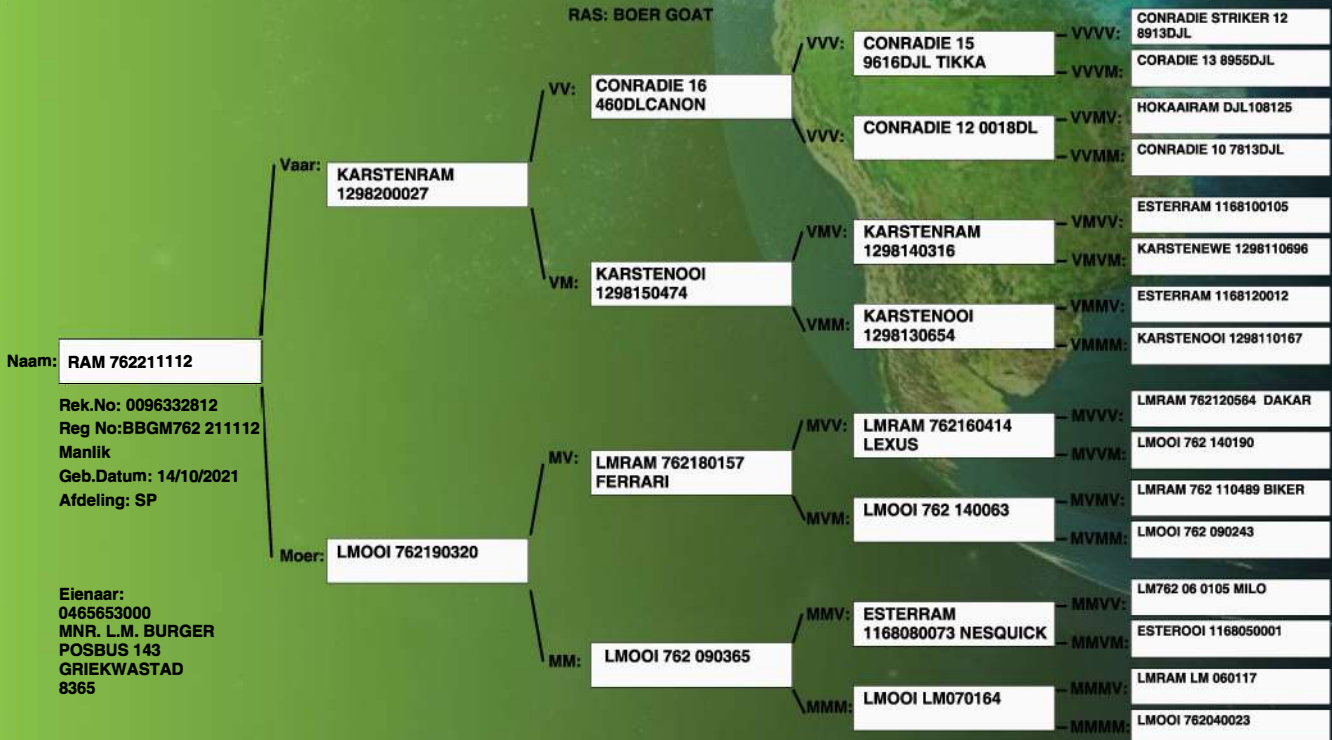 RAS: BOER GOAT
Naam:
RAM 762211112
Rek.No: 0096332812
Reg No:BBGM762 211112
Manlik
Geb.Datum: 14/10/2021
Afdeling: SP
Eienaar:
0465653000
MNR. L.M. BURGER
POSBUS 143
GRIEKWASTAD
8365
Vaar:
KARSTENRAM
1298200027
Moer:
LMOOI 762190320
VV:
CONRADIE 16
460DLCANON
VM:
KARSTENOOI
1298150474
MV:
LMRAM 762180157
FERRARI
MM:
LMOOI 762 090365
VVV:
CONRADIE 15
9616DJL TIKKA
VVV:
CONRADIE 12 0018DL
VMV:
KARSTENRAM
1298140316
VMM:
KARSTENOOI
1298130654
MVV:
LMRAM 762160414
LEXUS
MVM:
LMOOI 762 140063
MMV:
ESTERRAM
1168080073 NESQUICK
MMM:
LMOOI LM070164
VVVV:
CONRADIE STRIKER 12
8913DJL
VVVM:
CORADIE 13 8955DJL
VVMV:
HOKAAIRAM DJL108125
VVMM:
CONRADIE 10 7813DJL
VMVV:
ESTERRAM 1168100105
VMVM:
KARSTENEWE 1298110696
VMMV:
ESTERRAM 1168120012
VMMM:
KARSTENOOI 1298110167
MVVV:
LMRAM 762120564 DAKAR
MVVM:
LMOOI 762 140190
MVMV:
LMRAM 762 110489 BIKER
MVMM:
LMOOI 762 090243
MMVV:
LM762 06 0105 MILO
MMVM:
ESTEROOI 1168050001
MMMV:
LMRAM LM 060117
MMMM:
LMOOI 762040023